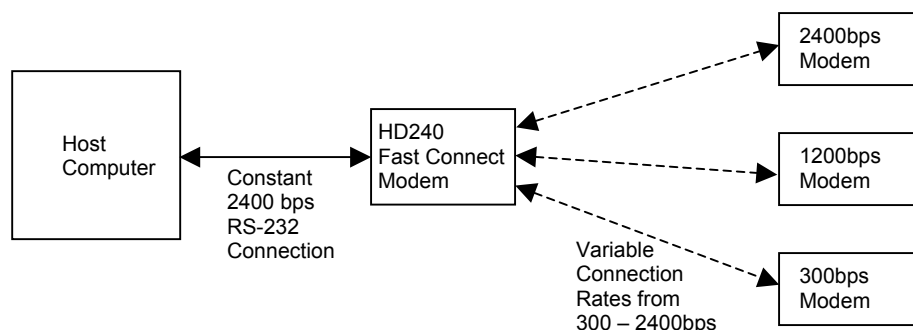 Host
Computer
Constant
2400 bps
RS-232
Connection
HD240
Fast Connect
Modem
Variable
Connection
Rates from
300 – 2400bps
2400bps
Modem
1200bps
Modem
300bps
Modem